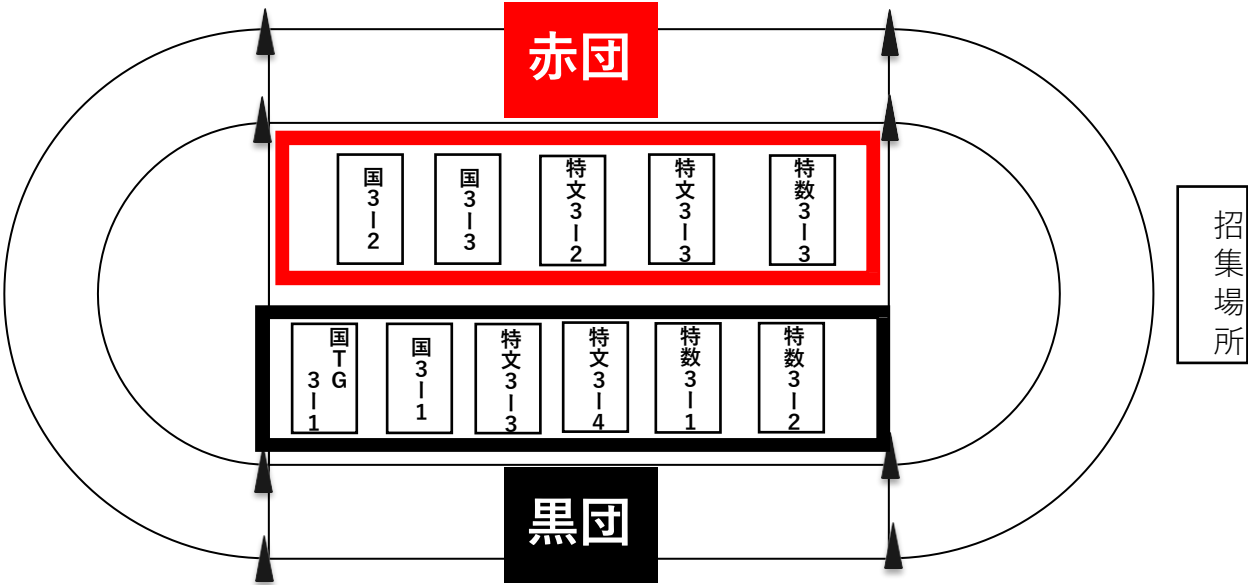 赤団
国3ー2
国3ー3
特文3ー2
特文3ー3
特数3ー3
招集場所
国TG
3ー1
国3ー1
特文3ー3
特文3ー4
特数3ー1
特数3ー2
黒団